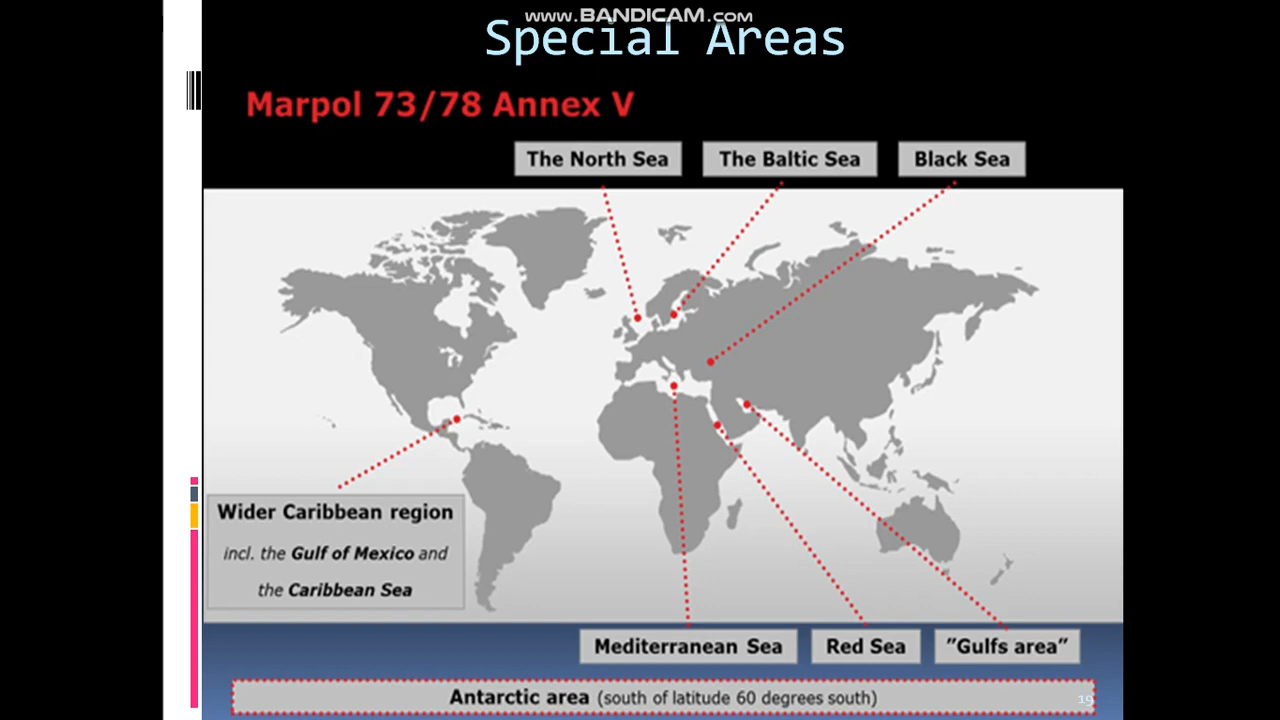 www.BANDICAM.com
Special Areas
Marpol 73/78 Annex V
The North Sea
The Baltic Sea
Black Sea
Wider Caribbean region
incl. the Gulf of Mexico and
the Caribbean Sea
Mediterranean Sea
Red Sea
”Gulfs area”
Antarctic area (south of latitude 60 degrees south)
19